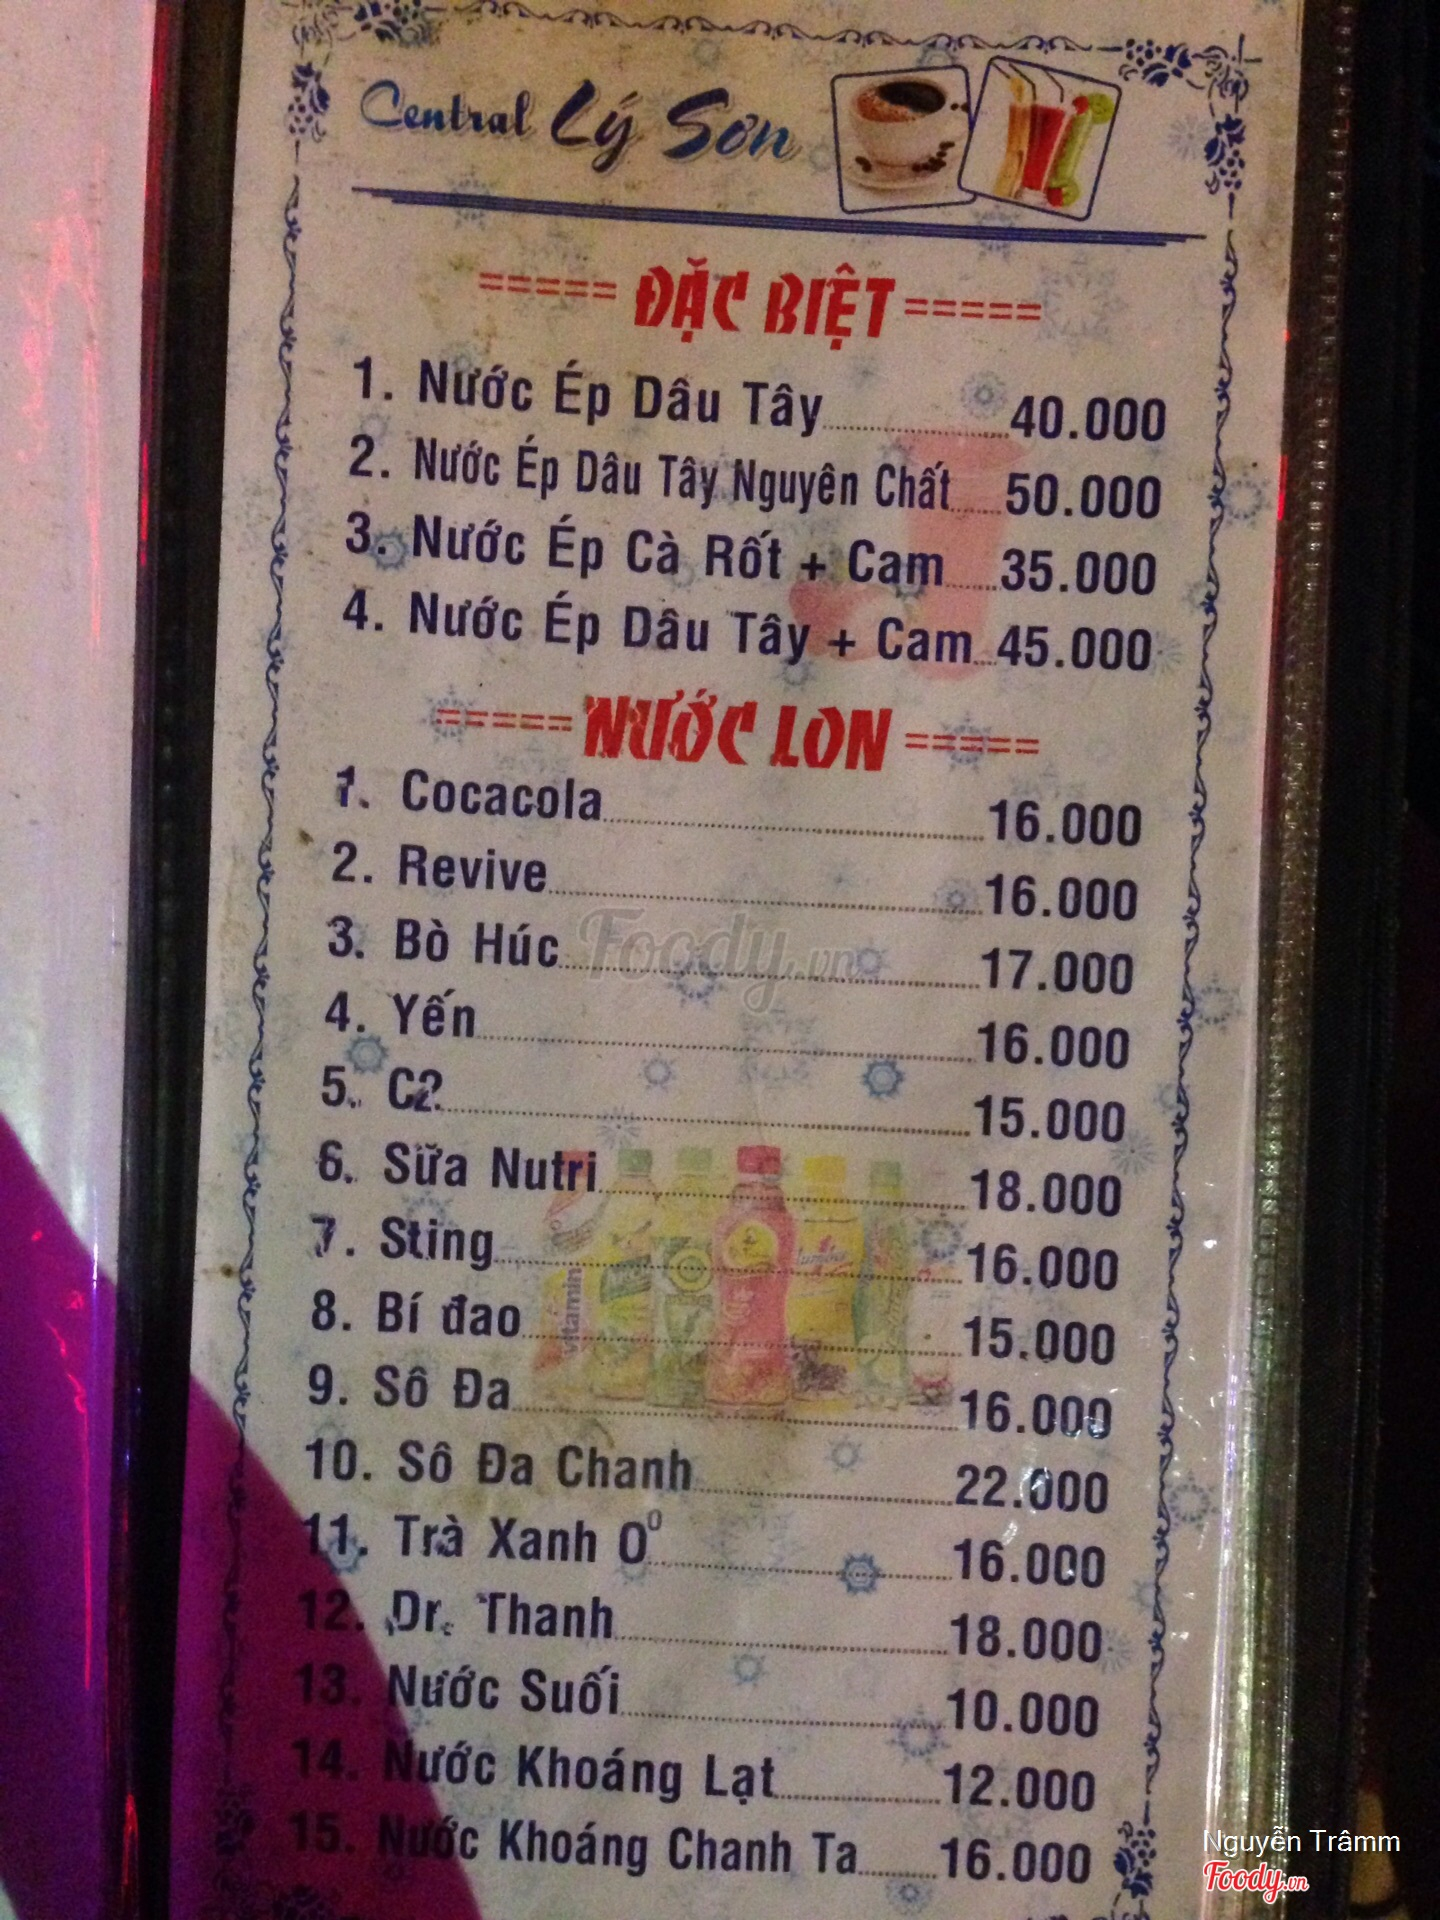 Central Lý Sơn
===== ĐẶC BIỆT =====
1. Nước Ép Dâu Tây 40.000
2. Nước Ép Dâu Tây Nguyên Chất 50.000
3. Nước Ép Cà Rốt + Cam 35.000
4. Nước Ép Dâu Tây + Cam 45.000
===== NƯỚC LON =====
1. Cocacola 16.000
2. Revive 16.000
3. Bò Húc 17.000
4. Yến 16.000
5. C2 15.000
6. Sữa Nutri 18.000
7. Sting 16.000
8. Bí đao 15.000
9. Sô Đa 16.000
10. Sô Đa Chanh 22.000
11. Trà Xanh 0⁰ 16.000
12. Dr. Thanh 18.000
13. Nước Suối 10.000
14. Nước Khoáng Lạt 12.000
15. Nước Khoáng Chanh Ta 16.000
Foody.vn
vitamin
Nguyễn Trâmm
Foody.vn